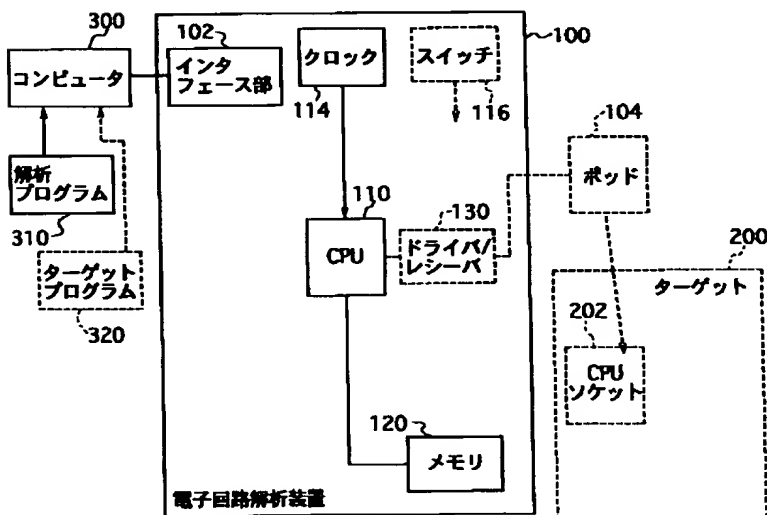 300
コンピュータ
解析
プログラム
310
ターゲット
プログラム
320
102
インタ
フェース部
クロック
114
スイッチ
116
100
110
CPU
130
ドライバ/
レシーバ
104
ポッド
200
ターゲット
202
CPU
ソケット
120
メモリ
電子回路解析装置